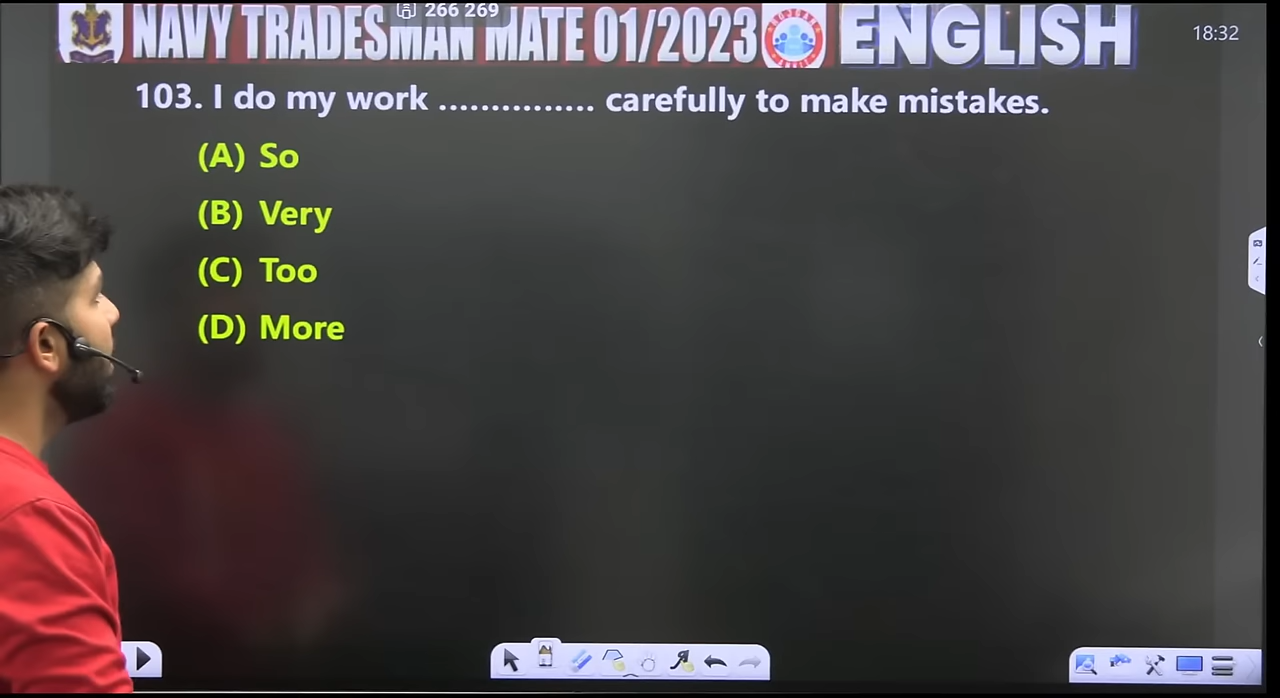 266 269
NAVY TRADESMAN MATE 01/2023 ENGLISH
18:32
103. I do my work ............... carefully to make mistakes.
(A) So
(B) Very
(C) Too
(D) More